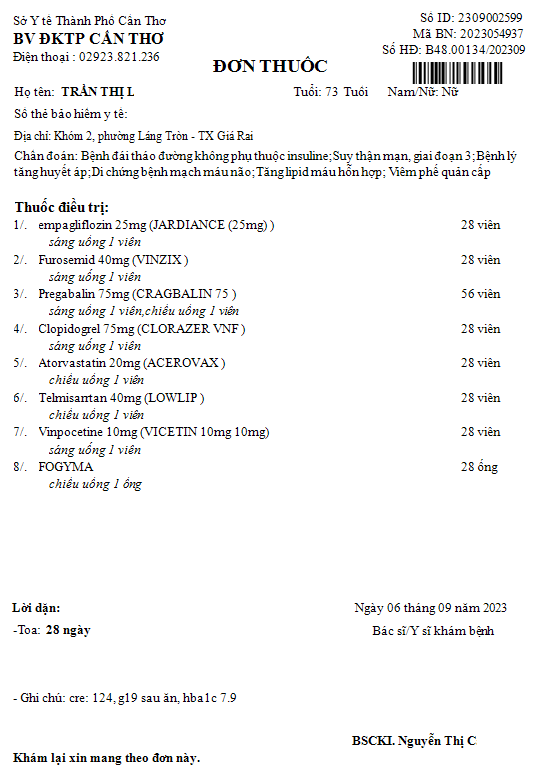 Sở Y tế Thành Phố Cần Thơ
BV ĐKTP CẦN THƠ
Điện thoại : 02923.821.236
Số ID: 2309002599
Mã BN: 2023054937
Số HĐ: B48.00134/202309
ĐƠN THUỐC
Họ tên: TRẦN THỊ L Tuổi: 73 Tuổi Nam/Nữ: Nữ
Số thẻ bảo hiểm y tế:
Địa chỉ: Khóm 2, phường Láng Tròn - TX Giá Rai
Chẩn đoán: Bệnh đái tháo đường không phụ thuộc insuline;Suy thận mạn, giai đoạn 3;Bệnh lý
tăng huyết áp;Di chứng bệnh mạch máu não;Tăng lipid máu hỗn hợp; Viêm phế quản cấp
Thuốc điều trị:
1/. empagliflozin 25mg (JARDIANCE (25mg) ) 28 viên
sáng uống 1 viên
2/. Furosemid 40mg (VINZIX ) 28 viên
sáng uống 1 viên
3/. Pregabalin 75mg (CRAGBALIN 75 ) 56 viên
sáng uống 1 viên,chiều uống 1 viên
4/. Clopidogrel 75mg (CLORAZER VNF ) 28 viên
sáng uống 1 viên
5/. Atorvastatin 20mg (ACEROVAX ) 28 viên
chiều uống 1 viên
6/. Telmisarrtan 40mg (LOWLIP ) 28 viên
chiều uống 1 viên
7/. Vinpocetine 10mg (VICETIN 10mg 10mg) 28 viên
sáng uống 1 viên
8/. FOGYMA 28 ống
chiều uống 1 ống
Lời dặn:
-Toa: 28 ngày
Ngày 06 tháng 09 năm 2023
Bác sĩ/Y sĩ khám bệnh
- Ghi chú: cre: 124, g19 sau ăn, hba1c 7.9
BSCKI. Nguyễn Thị C
Khám lại xin mang theo đơn này.